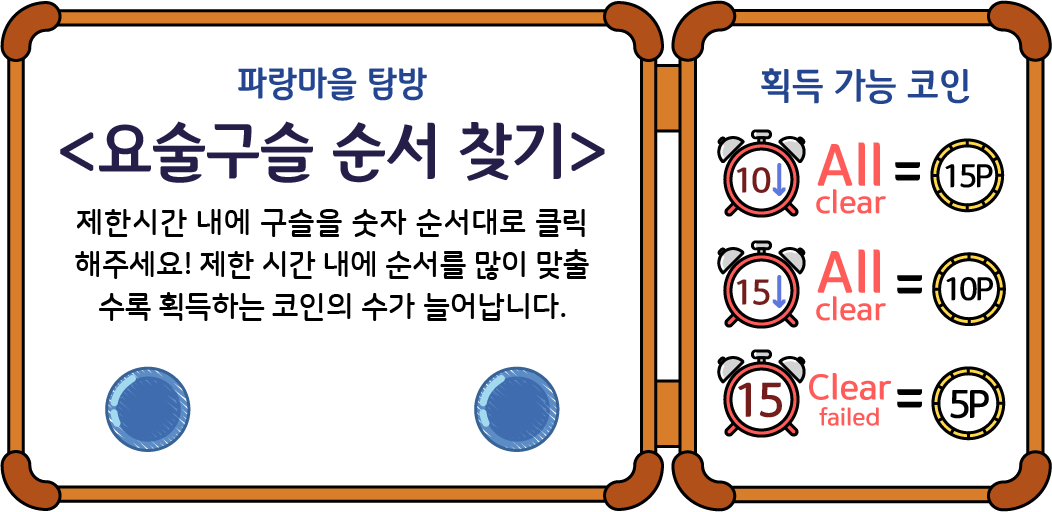 파랑마을 탐방
<요술구슬 순서 찾기>
제한시간 내에 구슬을 숫자 순서대로 클릭
해주세요! 제한 시간 내에 순서를 많이 맞출
수록 획득하는 코인의 수가 늘어납니다.
획득 가능 코인
10↓ All clear = 15P
15↓ All clear = 10P
15 Clear failed = 5P